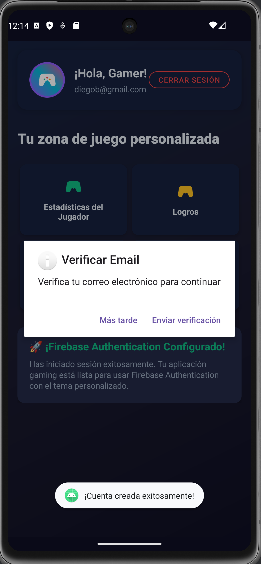 12:14
¡Hola, Gamer!
diegob@gmail.com
CERRAR SESIÓN
Tu zona de juego personalizada
Estadísticas del
Jugador
Logros
Verificar Email
Verifica tu correo electrónico para continuar
Más tarde
Enviar verificación
¡Firebase Authentication Configurado!
Has iniciado sesión exitosamente. Tu aplicación
gaming está lista para usar Firebase Authentication
con el tema personalizado.
¡Cuenta creada exitosamente!